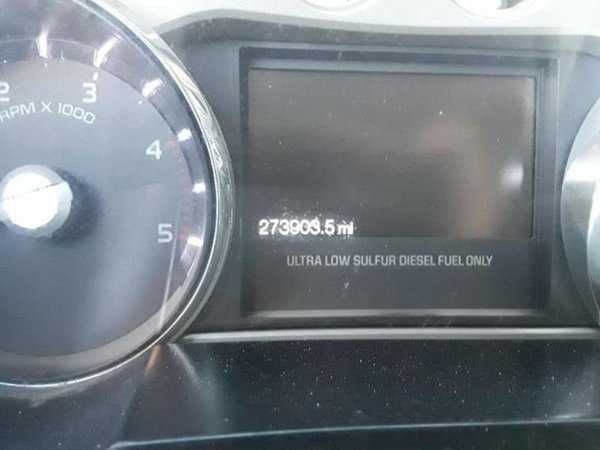 2 3
RPM X 1000
4
5
273903.5 mi
ULTRA LOW SULFUR DIESEL FUEL ONLY